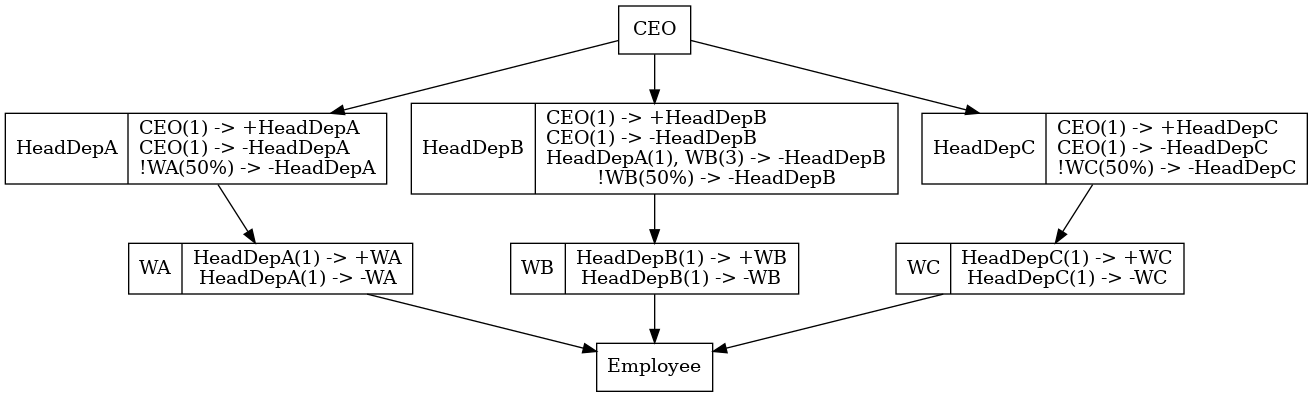 CEO
HeadDepA
CEO(1) -> +HeadDepA
CEO(1) -> -HeadDepA
!WA(50%) -> -HeadDepA
HeadDepB
CEO(1) -> +HeadDepB
CEO(1) -> -HeadDepB
HeadDepA(1), WB(3) -> -HeadDepB
!WB(50%) -> -HeadDepB
HeadDepC
CEO(1) -> +HeadDepC
CEO(1) -> -HeadDepC
!WC(50%) -> -HeadDepC
WA
HeadDepA(1) -> +WA
HeadDepA(1) -> -WA
WB
HeadDepB(1) -> +WB
HeadDepB(1) -> -WB
WC
HeadDepC(1) -> +WC
HeadDepC(1) -> -WC
Employee